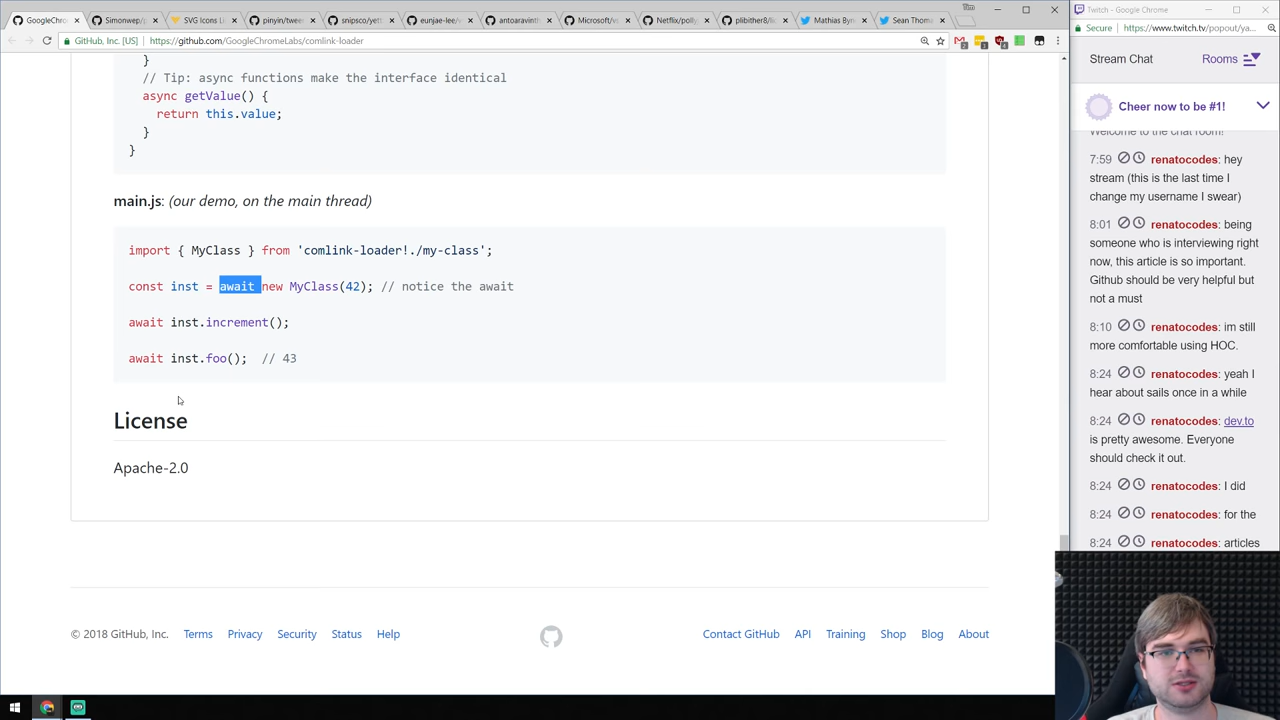 GoogleChro
Simonwep/p
SVG Icons Li
pinyin/twee
snipsco/yet
eunjae-lee/
antoaravinth
Microsoft/v
Netflix/polly
plibither8/li
Mathias By
Sean Thoma
Twitch - Google Chrome
GitHub, Inc. [US]
https://github.com/GoogleChromeLabs/comlink-loader
Secure
https://www.twitch.tv/popout/ya...
}
// Tip: async functions make the interface identical
async getValue() {
return this.value;
}
}
main.js: (our demo, on the main thread)
import { MyClass } from 'comlink-loader!./my-class';
const inst = await new MyClass(42); // notice the await
await inst.increment();
await inst.foo();  // 43
License
Apache-2.0
© 2018 GitHub, Inc.
Terms
Privacy
Security
Status
Help
Contact GitHub
API
Training
Shop
Blog
About
Stream Chat
Rooms
Cheer now to be #1!
Welcome to the chat room!
7:59 renatocodes: hey
stream (this is the last time I
change my username I swear)
8:01 renatocodes: being
someone who is interviewing right
now, this article is so important.
Github should be very helpful but
not a must
8:10 renatocodes: im still
more comfortable using HOC.
8:24 renatocodes: yeah I
hear about sails once in a while
8:24 renatocodes: dev.to
is pretty awesome. Everyone
should check it out.
8:24 renatocodes: I did
8:24 renatocodes: for the
8:24 renatocodes: articles